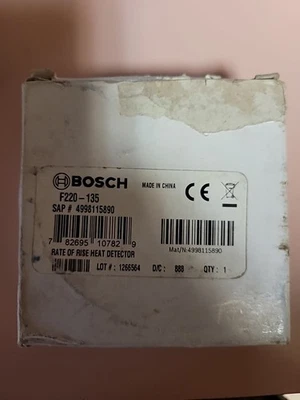 BOSCH
MADE IN CHINA
CE
F220-135
SAP # 4998115890
7 82695 10782 9
Mat/N:4998115890
RATE OF RISE HEAT DETECTOR
LOT #: 1266564 D/C: 888 QTY: 1